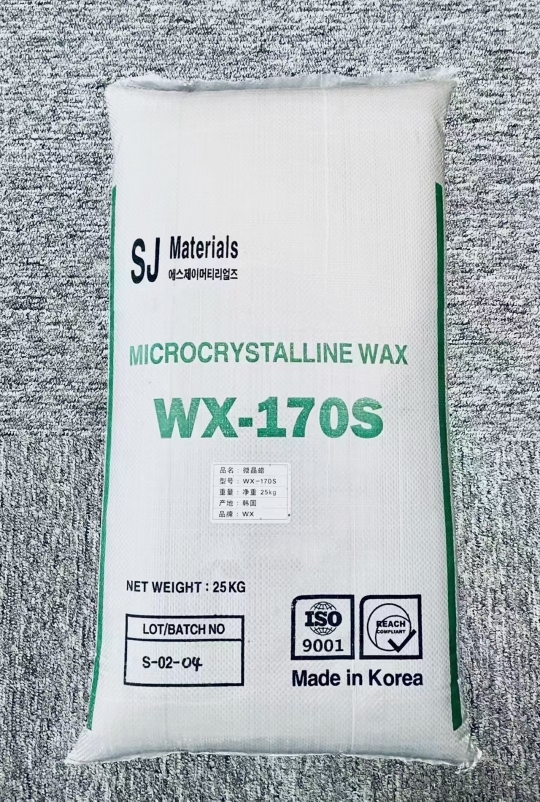 SJ Materials
에스제이머티리얼즈
MICROCRYSTALLINE WAX
WX-170S
品名：微晶蜡
型号：WX-170S
重量：净重 25kg
产地：韩国
品牌：WX
NET WEIGHT : 25KG
LOT/BATCH NO
S-02-04
ISO
9001
REACH
COMPLIANT
Made in Korea